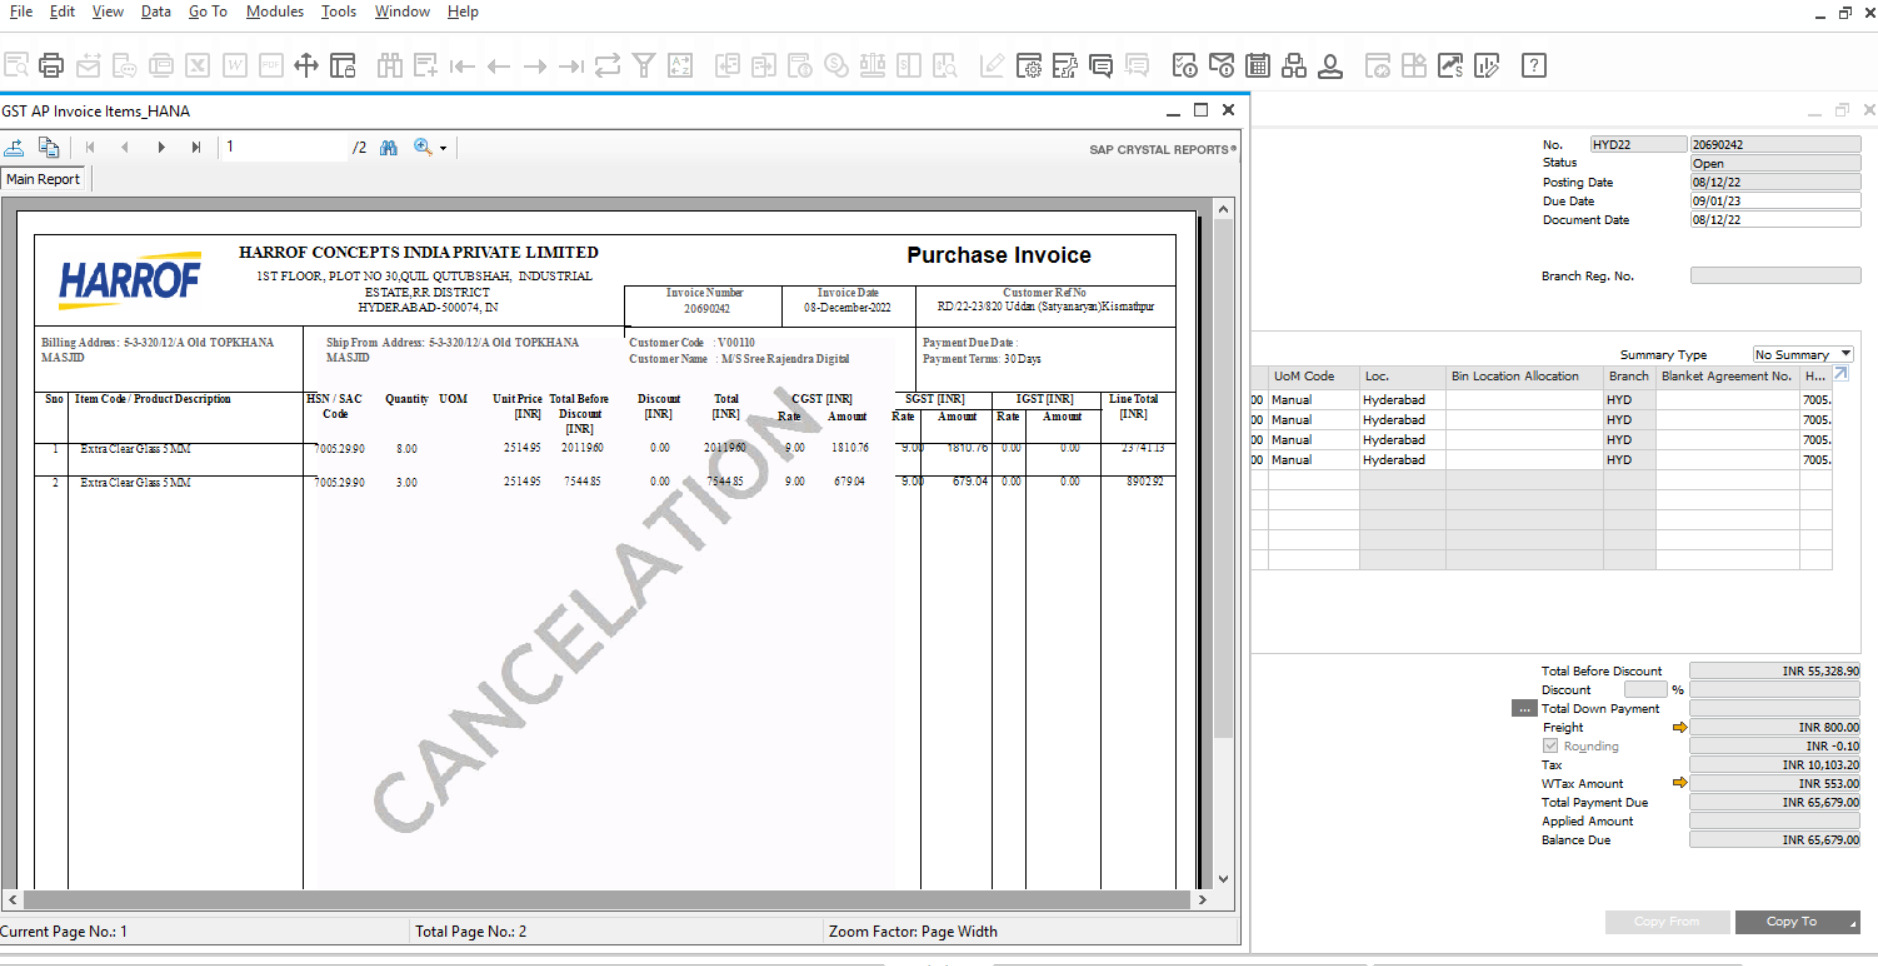 File Edit View Data Go To Modules Tools Window Help
GST AP Invoice Items_HANA
1 /2
SAP CRYSTAL REPORTS®
Main Report
HARROF
HARROF CONCEPTS INDIA PRIVATE LIMITED
1ST FLOOR, PLOT NO 30,QUIL QUTUBSHAH, INDUSTRIAL
ESTATE,RR DISTRICT
HYDERABAD-500074, IN
Purchase Invoice
Invoice Number Invoice Date Customer Ref No
20690242 08-December-2022 RD/22-23/820 Uddan (Satyanaryan)Kismathpur
Billing Address: 5-3-320/12/A Old TOPKHANA
MASJID
Ship From Address: 5-3-320/12/A Old TOPKHANA
MASJID
Customer Code : V00110
Customer Name : M/S Sree Rajendra Digital
Payment Due Date :
Payment Terms: 30 Days
Sno Item Code / Product Description HSN / SAC Quantity UOM Unit Price Total Before Discount Total CGST [INR] SGST [INR] IGST [INR] Line Total
Code [INR] Discount [INR] [INR] Rate Amount Rate Amount Rate Amount [INR]
[INR]
1 Extra Clear Glass 5 MM 7005.29.90 8.00 2514.95 20119.60 0.00 20119.60 9.00 1810.76 9.00 1810.76 0.00 0.00 23741.13
2 Extra Clear Glass 5 MM 7005.29.90 3.00 2514.95 7544.85 0.00 7544.85 9.00 679.04 9.00 679.04 0.00 0.00 8902.92
CANCELATION
Current Page No.: 1 Total Page No.: 2 Zoom Factor: Page Width
No. HYD22 20690242
Status Open
Posting Date 08/12/22
Due Date 09/01/23
Document Date 08/12/22
Branch Reg. No.
Summary Type No Summary
UoM Code Loc. Bin Location Allocation Branch Blanket Agreement No. H...
00 Manual Hyderabad HYD 7005.
00 Manual Hyderabad HYD 7005.
00 Manual Hyderabad HYD 7005.
00 Manual Hyderabad HYD 7005.
Total Before Discount INR 55,328.90
Discount %
... Total Down Payment
Freight INR 800.00
Rounding INR -0.10
Tax INR 10,103.20
WTax Amount INR 553.00
Total Payment Due INR 65,679.00
Applied Amount
Balance Due INR 65,679.00
Copy From Copy To